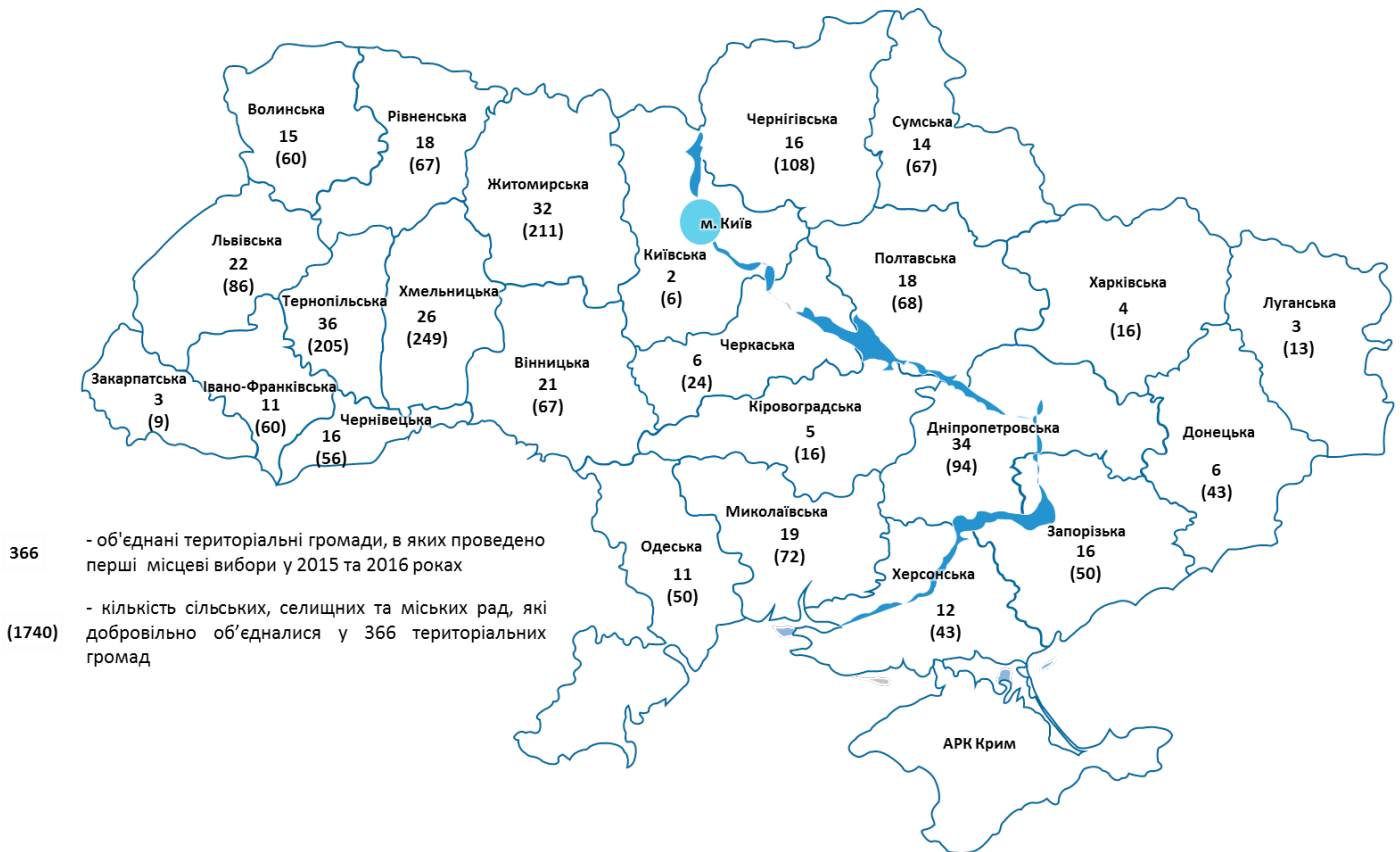 Волинська
15
(60)
Рівненська
18
(67)
Житомирська
32
(211)
Чернігівська
16
(108)
Сумська
14
(67)
м. Київ
Київська
2
(6)
Львівська
22
(86)
Тернопільська
36
(205)
Хмельницька
26
(249)
Вінницька
21
(67)
Черкаська
6
(24)
Полтавська
18
(68)
Харківська
4
(16)
Луганська
3
(13)
Закарпатська
3
(9)
Івано-Франківська
11
(60)
Чернівецька
16
(56)
Кіровоградська
5
(16)
Дніпропетровська
34
(94)
Донецька
6
(43)
Одеська
11
(50)
Миколаївська
19
(72)
Херсонська
12
(43)
Запорізька
16
(50)
АРК Крим
366 - об'єднані територіальні громади, в яких проведено
перші місцеві вибори у 2015 та 2016 роках
- кількість сільських, селищних та міських рад, які
(1740) добровільно об’єдналися у 366 територіальних
громад